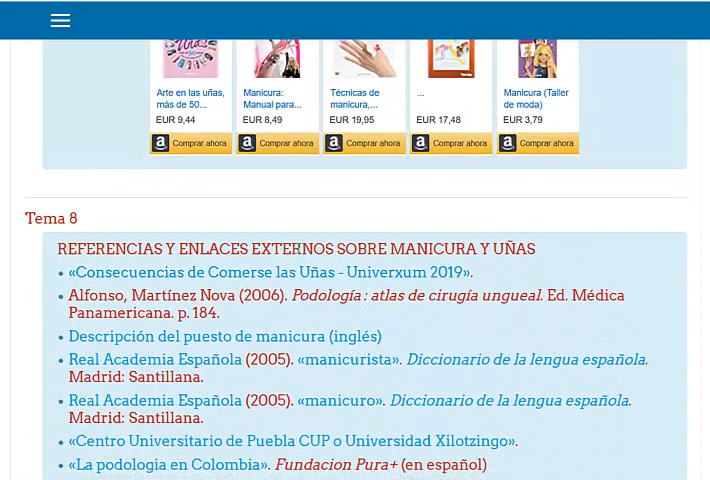 Arte en las uñas, más de 50...
EUR 9,44
Comprar ahora
Manicura: Manual para...
EUR 8,49
Comprar ahora
Técnicas de manicura,...
EUR 19,95
Comprar ahora
...
EUR 17,48
Comprar ahora
Manicura (Taller de moda)
EUR 3,79
Comprar ahora
Tema 8
REFERENCIAS Y ENLACES EXTERNOS SOBRE MANICURA Y UÑAS
• «Consecuencias de Comerse las Uñas - Univerxum 2019».
• Alfonso, Martínez Nova (2006). Podología : atlas de cirugía ungueal. Ed. Médica
Panamericana. p. 184.
• Descripción del puesto de manicura (inglés)
• Real Academia Española (2005). «manicurista». Diccionario de la lengua española.
Madrid: Santillana.
• Real Academia Española (2005). «manicuro». Diccionario de la lengua española.
Madrid: Santillana.
• «Centro Universitario de Puebla CUP o Universidad Xilotzingo».
• «La podologia en Colombia». Fundacion Pura+ (en español)